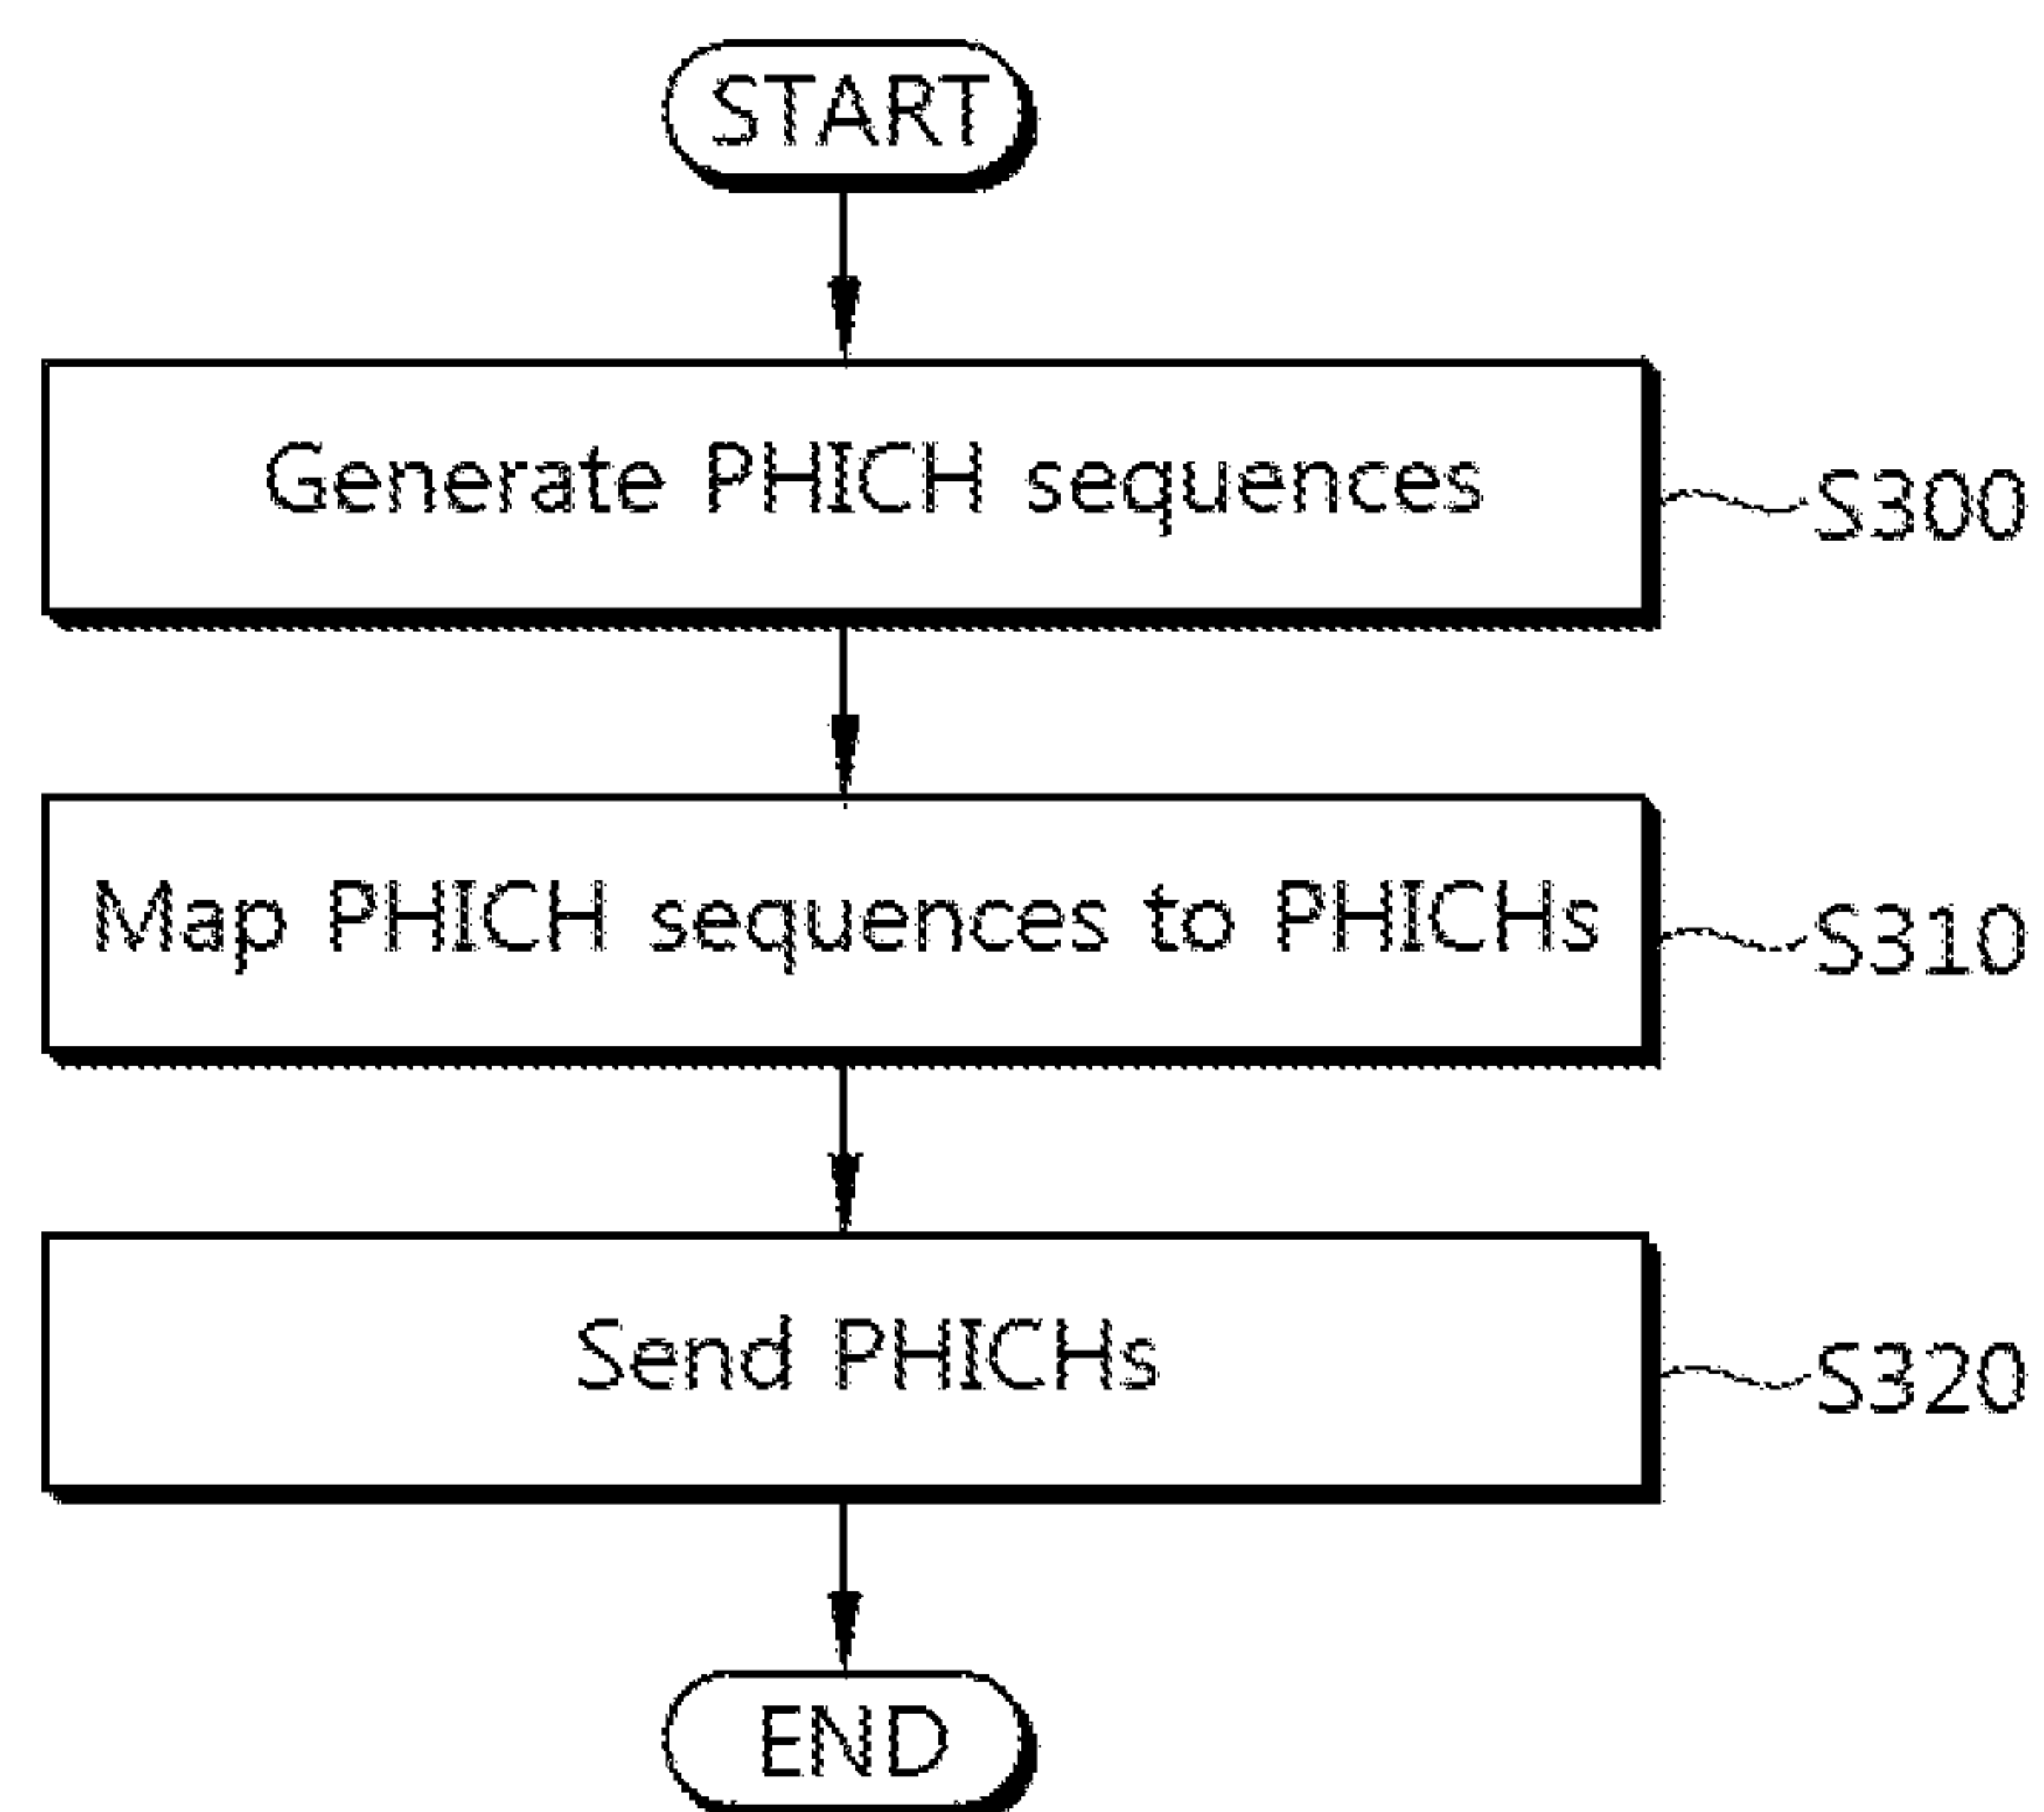 START
Generate PHICH sequences
S300
Map PHICH sequences to PHICHs
S310
Send PHICHs
S320
END